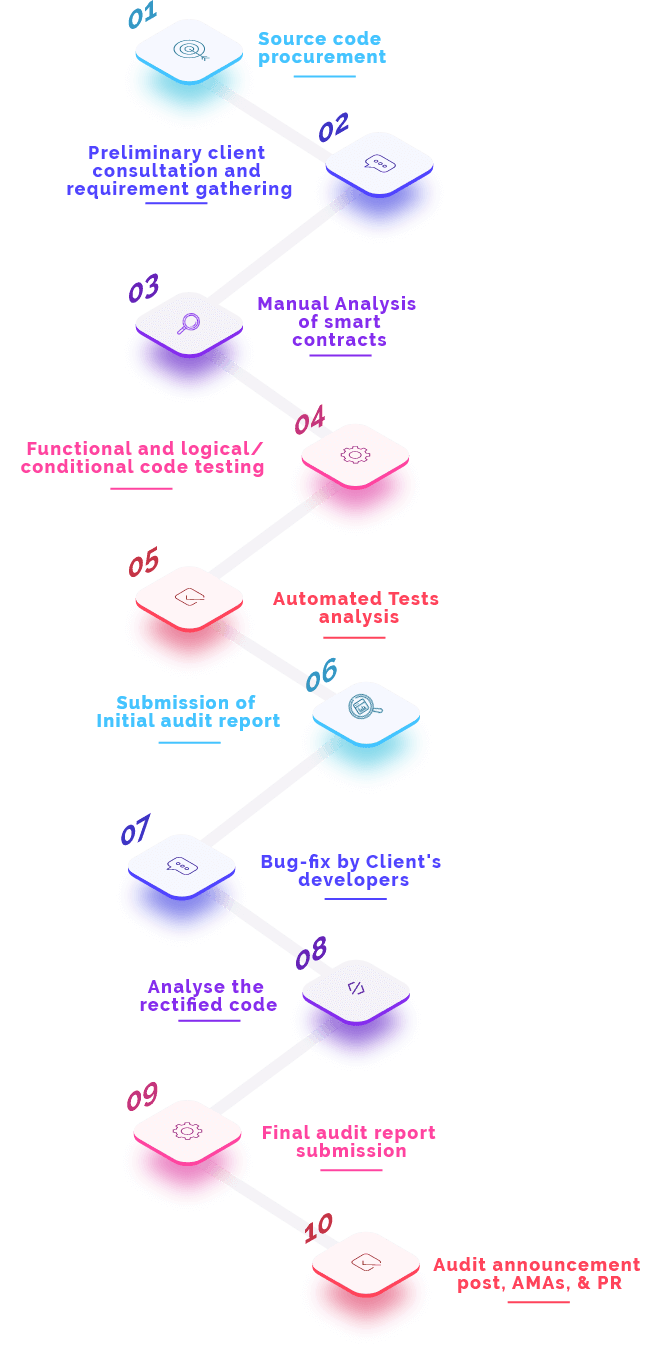 01
Source code
procurement
02
Preliminary client
consultation and
requirement gathering
03
Manual Analysis
of smart
contracts
04
Functional and logical/
conditional code testing
05
Automated Tests
analysis
06
Submission of
Initial audit report
07
Bug-fix by Client's
developers
08
Analyse the
rectified code
09
Final audit report
submission
10
Audit announcement
post, AMAs, & PR